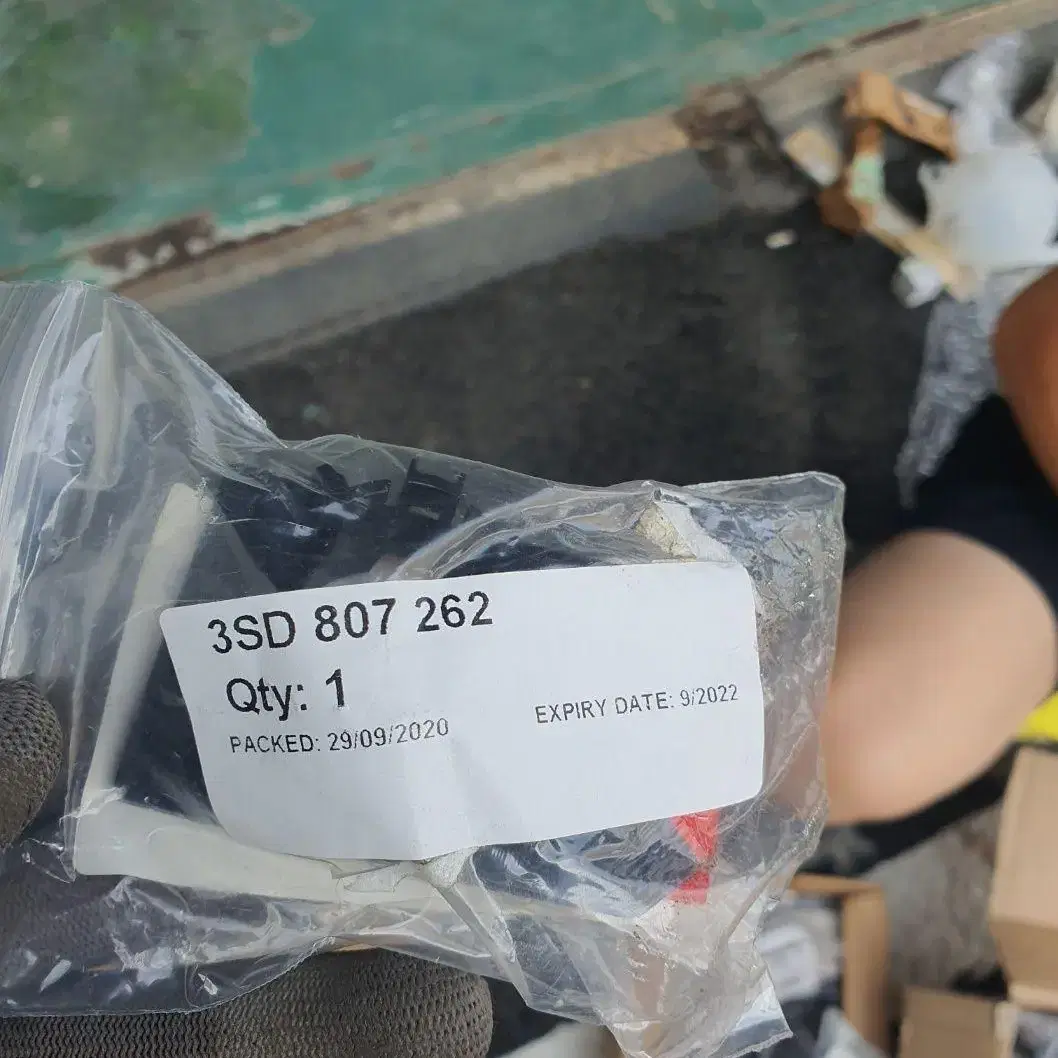 3SD 807 262
Qty: 1
PACKED: 29/09/2020 EXPIRY DATE: 9/2022